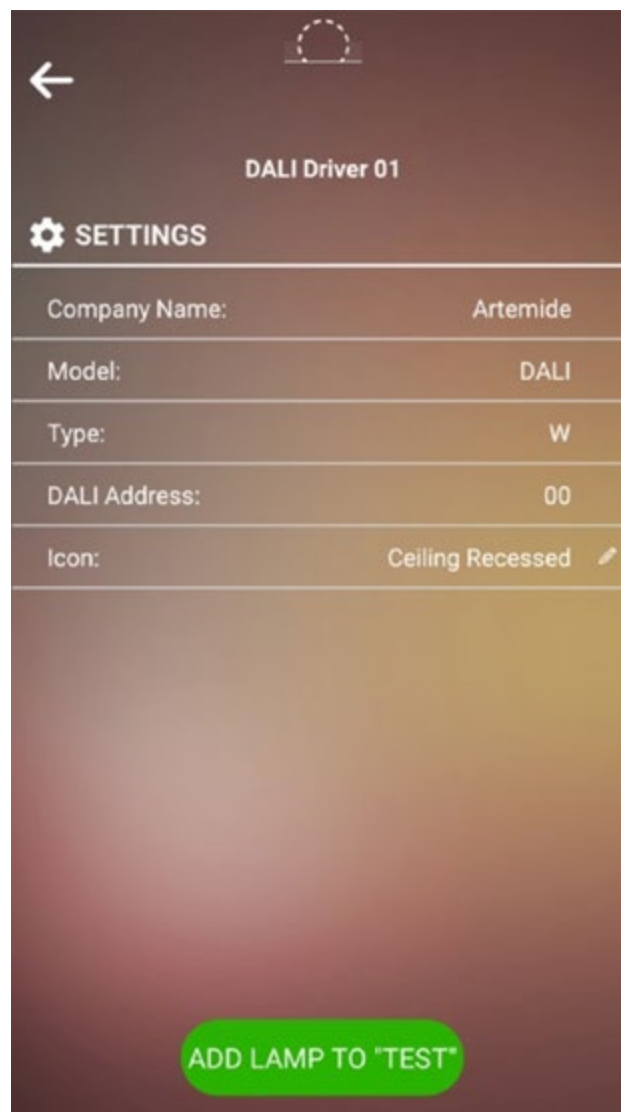 DALI Driver 01
SETTINGS
Company Name: Artemide
Model: DALI
Type: W
DALI Address: 00
Icon: Ceiling Recessed
ADD LAMP TO "TEST"